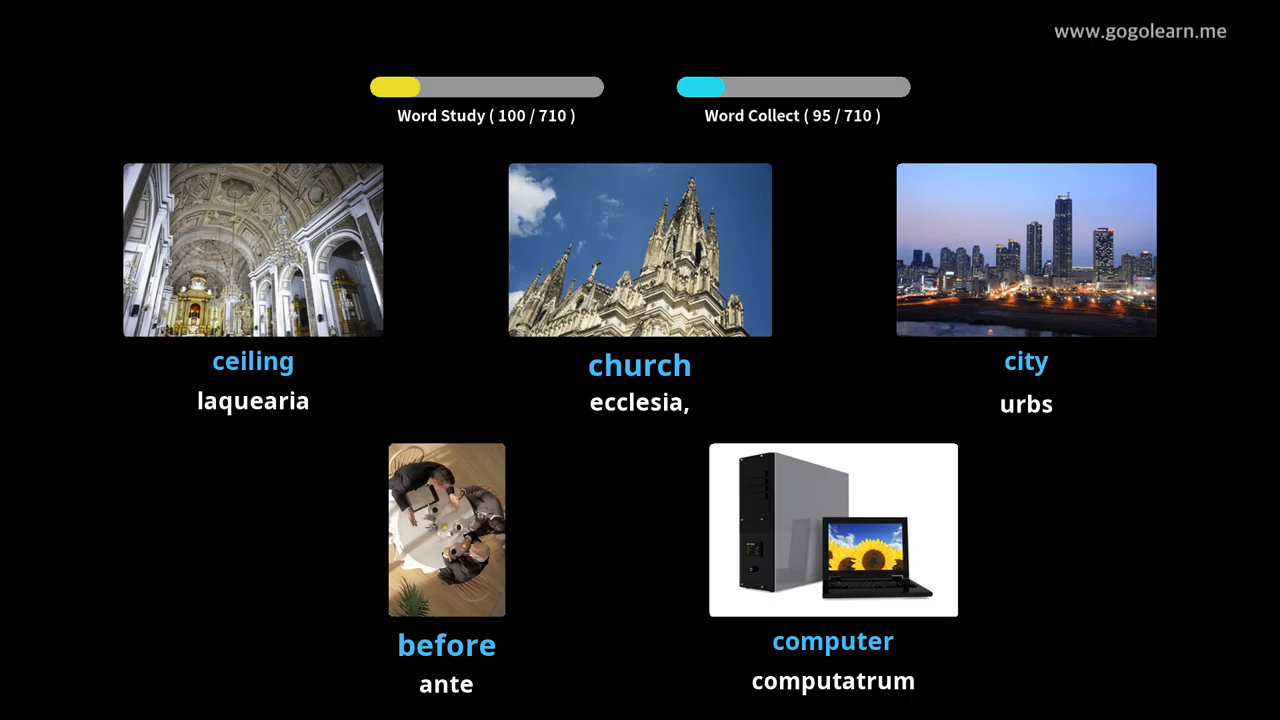 www.gogolearn.me
Word Study ( 100 / 710 )
Word Collect ( 95 / 710 )
ceiling
laquearia
church
ecclesia,
city
urbs
before
ante
computer
computatrum